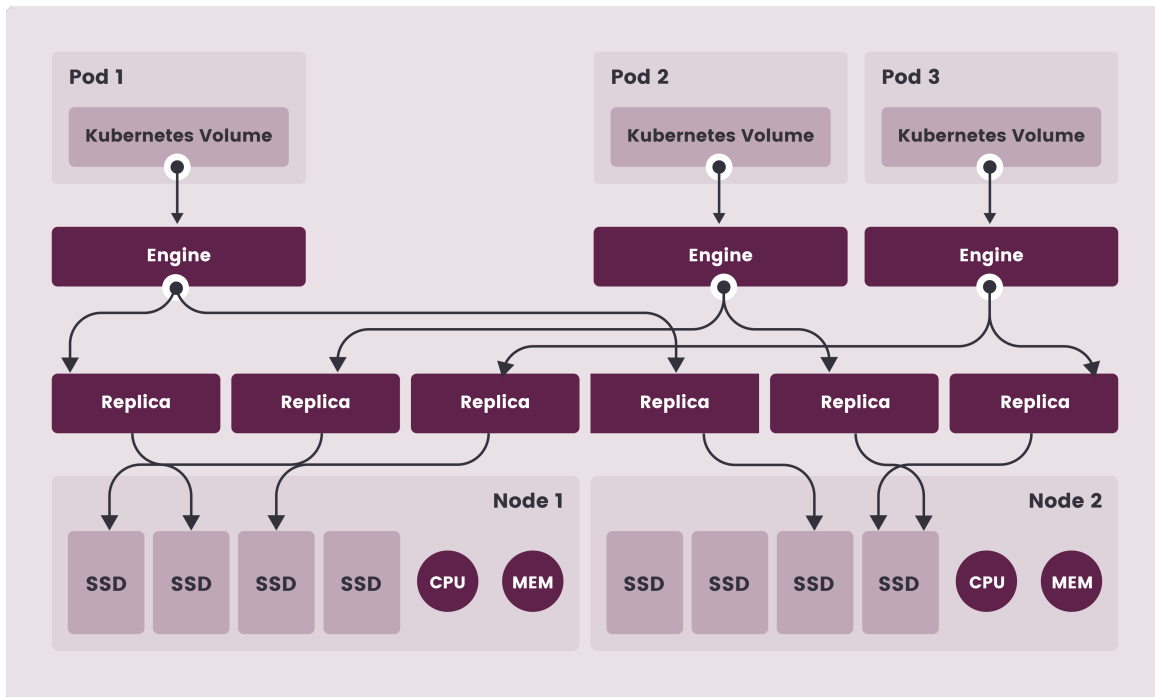 Pod 1
Pod 2
Pod 3
Kubernetes Volume
Kubernetes Volume
Kubernetes Volume
Engine
Engine
Engine
Replica
Replica
Replica
Replica
Replica
Replica
Node 1
Node 2
SSD
SSD
SSD
SSD
CPU
MEM
SSD
SSD
SSD
SSD
CPU
MEM